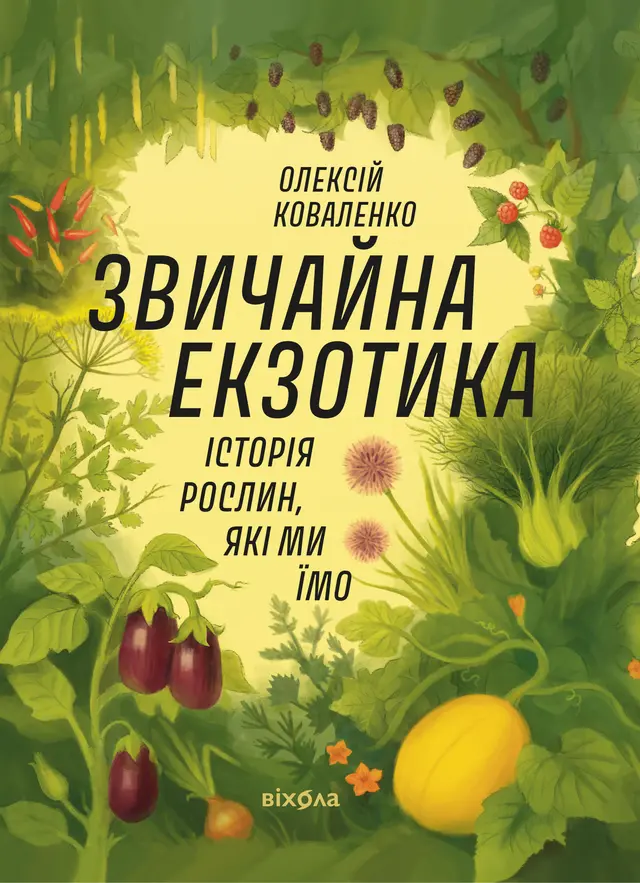 ОЛЕКСІЙ
КОВАЛЕНКО
ЗВИЧАЙНА
ЕКЗОТИКА
ІСТОРІЯ
РОСЛИН,
ЯКІ МИ
ЇМО
віхола